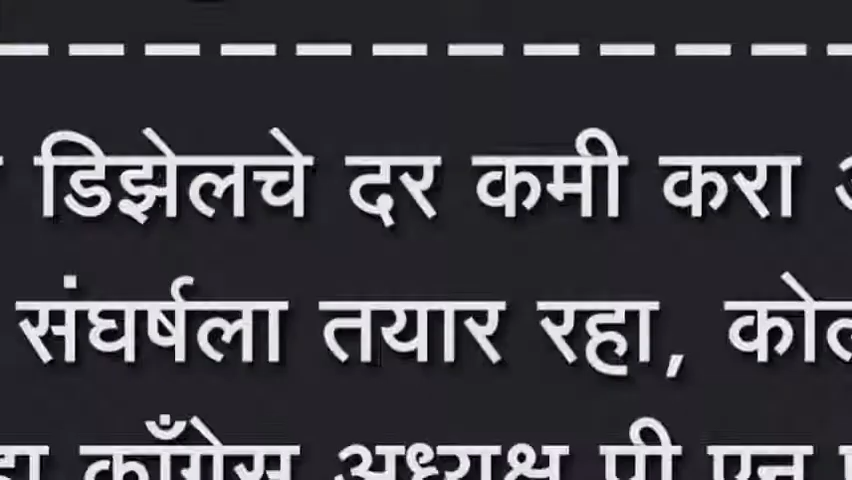 डिझेलचे दर कमी करा
संघर्षला तयार रहा,
काँग्रेस अध्यक्ष पी एन